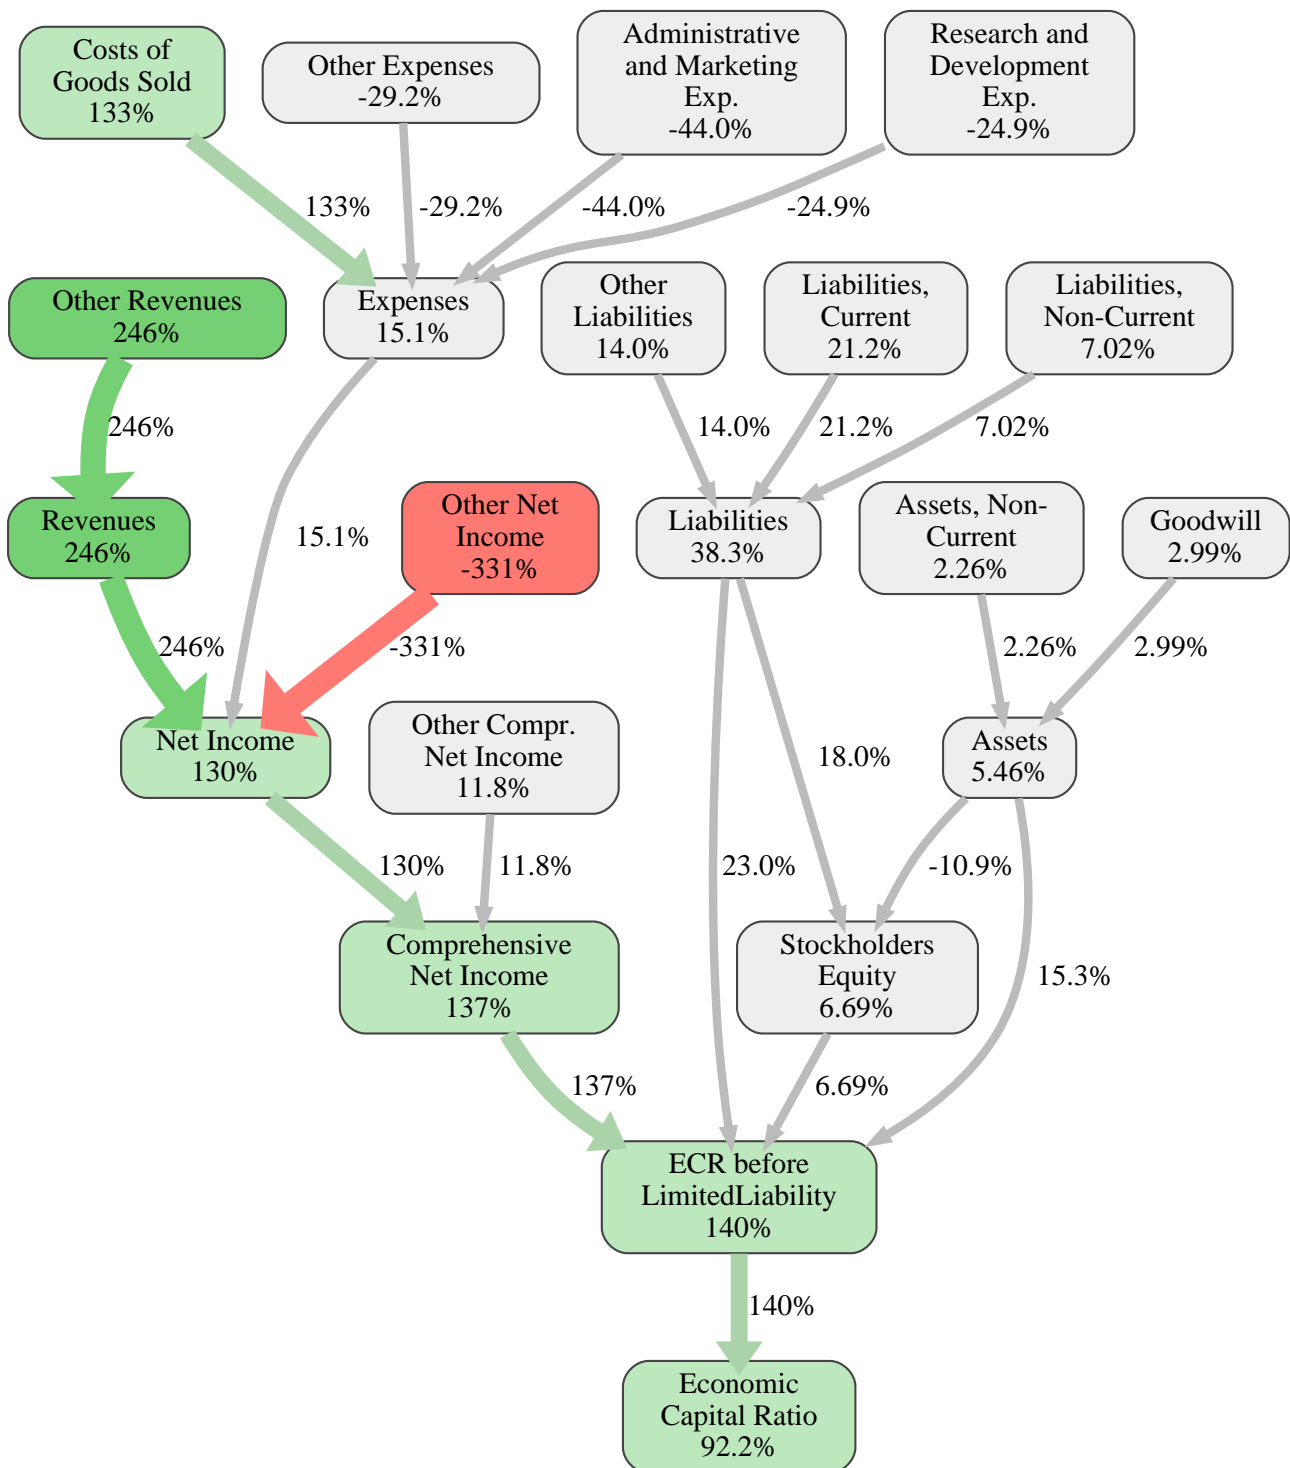 Costs of
Goods Sold
133%
Other Expenses
-29.2%
Administrative
and Marketing
Exp.
-44.0%
Research and
Development
Exp.
-24.9%
133%
-29.2%
-44.0%
-24.9%
Other Revenues
246%
Expenses
15.1%
Other
Liabilities
14.0%
Liabilities,
Current
21.2%
Liabilities,
Non-Current
7.02%
246%
14.0%
21.2%
7.02%
Revenues
246%
15.1%
Other Net
Income
-331%
Liabilities
38.3%
Assets, Non-
Current
2.26%
Goodwill
2.99%
246%
-331%
2.26%
2.99%
Net Income
130%
Other Compr.
Net Income
11.8%
18.0%
Assets
5.46%
130%
11.8%
23.0%
-10.9%
Comprehensive
Net Income
137%
Stockholders
Equity
6.69%
15.3%
137%
6.69%
ECR before
LimitedLiability
140%
140%
Economic
Capital Ratio
92.2%